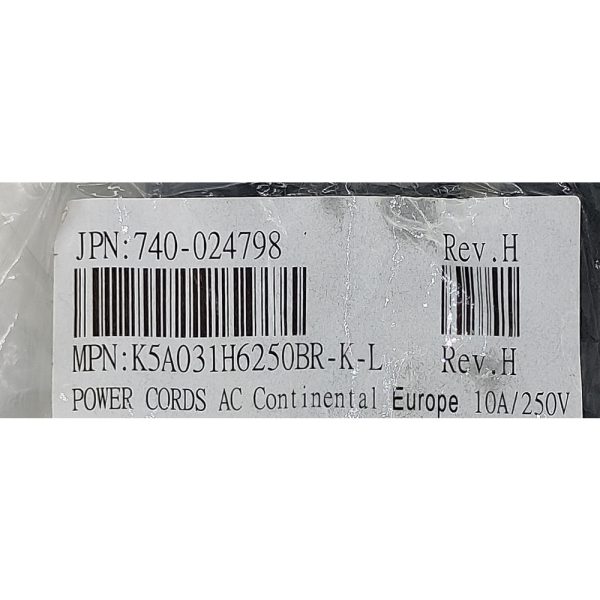 JPN:740-024798 Rev.H
MPN:K5A031H6250BR-K-L Rev.H
POWER CORDS AC Continental Europe 10A/250V